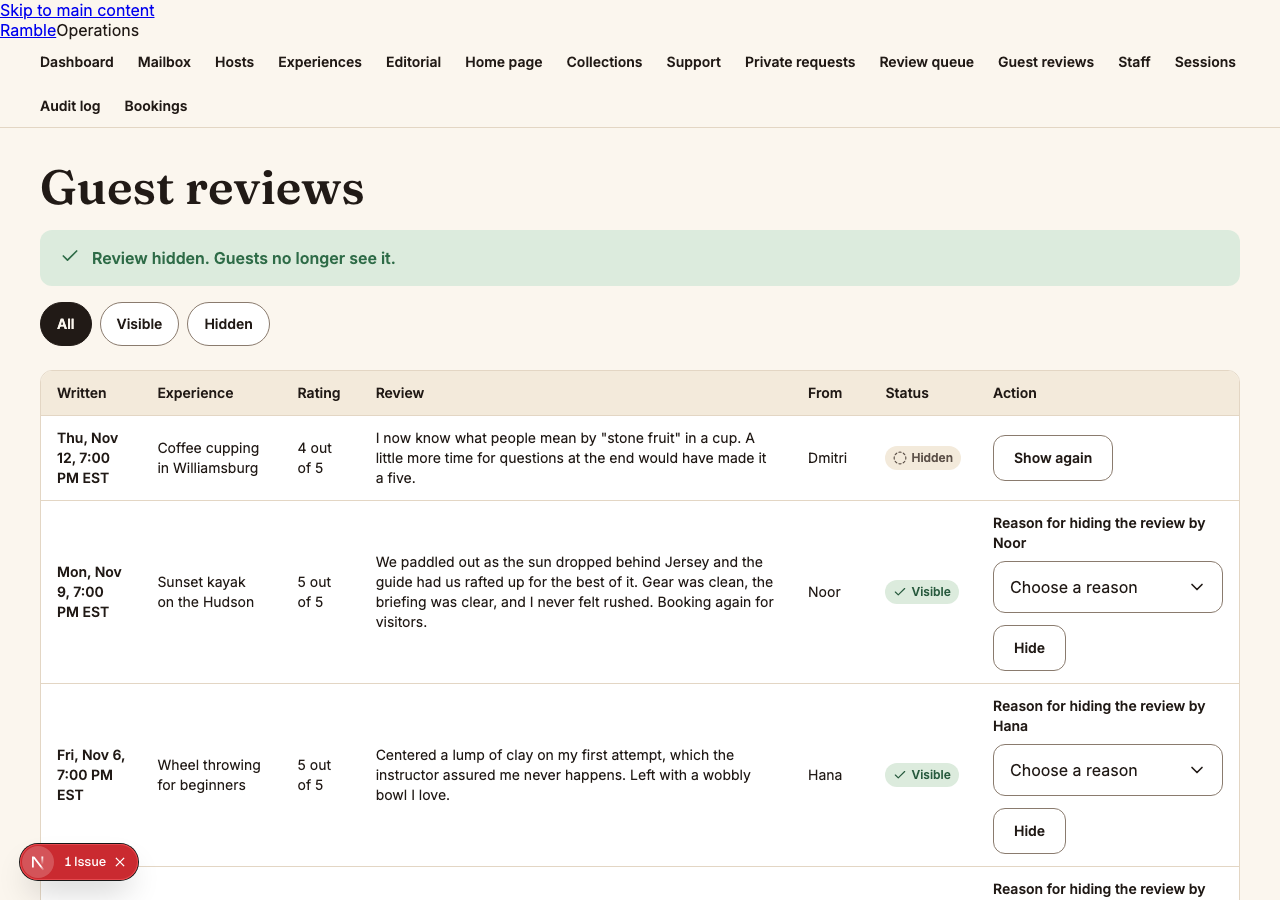 Skip to main content
RambleOperations
Dashboard Mailbox Hosts Experiences Editorial Home page Collections Support Private requests Review queue Guest reviews Staff Sessions
Audit log Bookings
Guest reviews
Review hidden. Guests no longer see it.
All Visible Hidden
Written Experience Rating Review From Status Action
Thu, Nov
12, 7:00
PM EST
Coffee cupping
in Williamsburg
4 out
of 5
I now know what people mean by "stone fruit" in a cup. A
little more time for questions at the end would have made it
a five.
Dmitri
Hidden
Show again
Mon, Nov
9, 7:00
PM EST
Sunset kayak
on the Hudson
5 out
of 5
We paddled out as the sun dropped behind Jersey and the
guide had us rafted up for the best of it. Gear was clean, the
briefing was clear, and I never felt rushed. Booking again for
visitors.
Noor
Visible
Reason for hiding the review by
Noor
Choose a reason
Hide
Fri, Nov 6,
7:00 PM
EST
Wheel throwing
for beginners
5 out
of 5
Centered a lump of clay on my first attempt, which the
instructor assured me never happens. Left with a wobbly
bowl I love.
Hana
Visible
Reason for hiding the review by
Hana
Choose a reason
Hide
Reason for hiding the review by
N 1 Issue